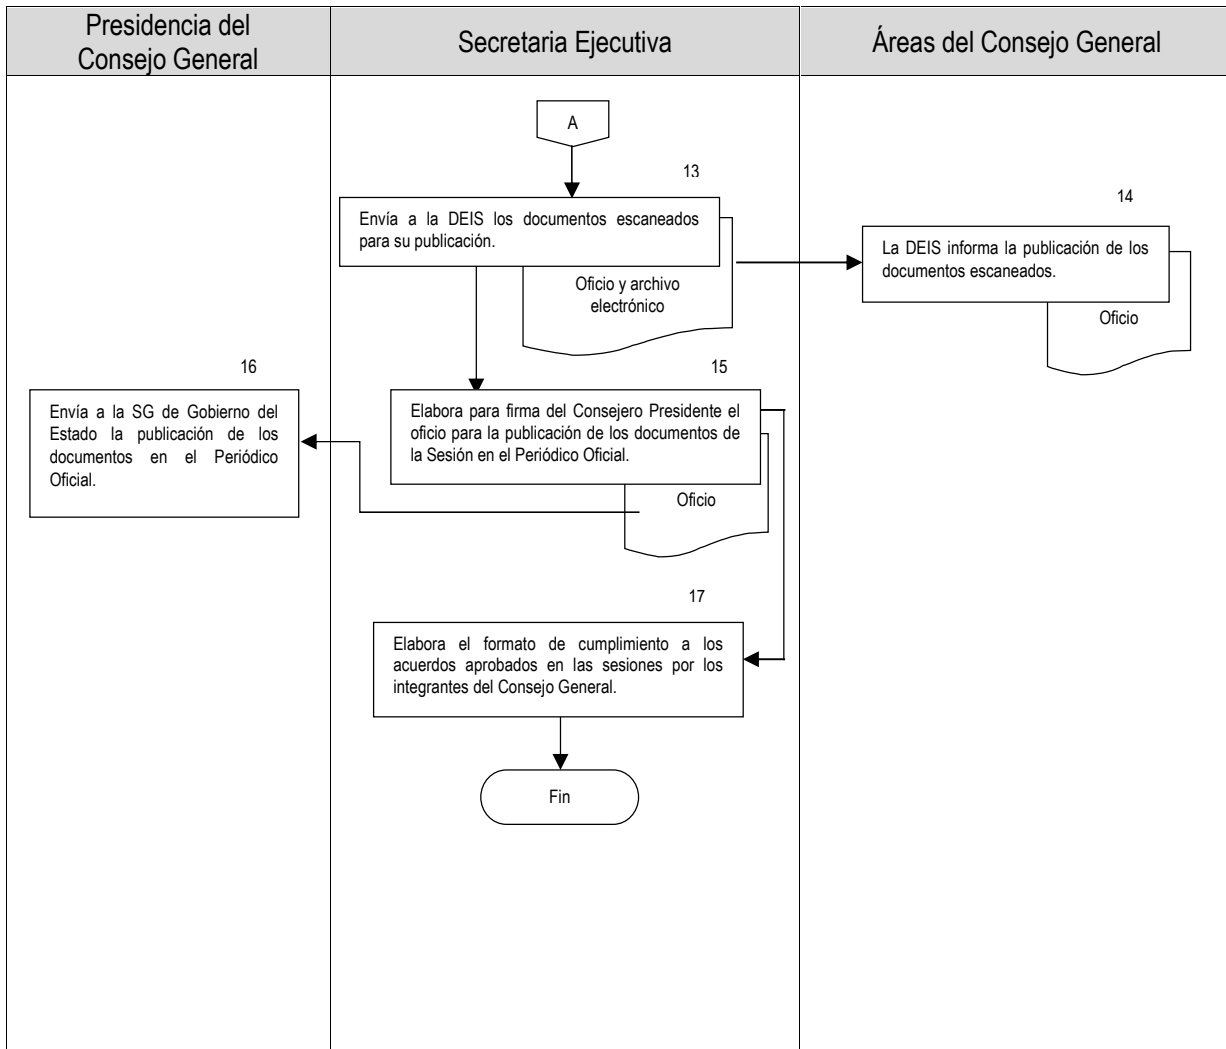 Presidencia del
Consejo General
Secretaria Ejecutiva
Áreas del Consejo General
A
13
Envía a la DEIS los documentos escaneados
para su publicación.
Oficio y archivo
electrónico
14
La DEIS informa la publicación de los
documentos escaneados.
Oficio
15
Elabora para firma del Consejero Presidente el
oficio para la publicación de los documentos de
la Sesión en el Periódico Oficial.
Oficio
16
Envía a la SG de Gobierno del
Estado la publicación de los
documentos en el Periódico
Oficial.
17
Elabora el formato de cumplimiento a los
acuerdos aprobados en las sesiones por los
integrantes del Consejo General.
Fin